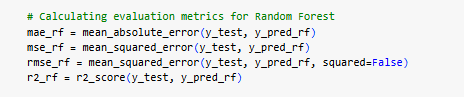 # Calculating evaluation metrics for Random Forest
mae_rf = mean_absolute_error(y_test, y_pred_rf)
mse_rf = mean_squared_error(y_test, y_pred_rf)
rmse_rf = mean_squared_error(y_test, y_pred_rf, squared=False)
r2_rf = r2_score(y_test, y_pred_rf)